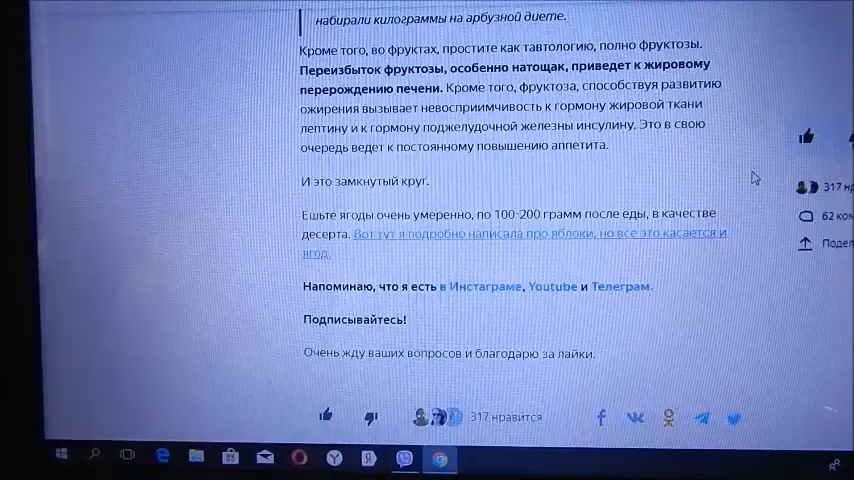 набирали килограммы на арбузной диете.
Кроме того, во фруктах, простите как тавтологию, полно фруктозы.
Переизбыток фруктозы, особенно натощак, приведет к жировому
перерождению печени. Кроме того, фруктоза, способствуя развитию
ожирения вызывает невосприимчивость к гормону жировой ткани
лептину и к гормону поджелудочной железны инсулину. Это в свою
очередь ведет к постоянному повышению аппетита.
И это замкнутый круг.
Ешьте ягоды очень умеренно, по 100-200 грамм после еды, в качестве
десерта. Вот тут я подробно написала про яблоки, но все это касается и
ягод.
Напоминаю, что я есть в Инстаграме, Youtube и Телеграм.
Подписывайтесь!
Очень жду ваших вопросов и благодарю за лайки.
317 нравится
317 нр
62 ком
Подел